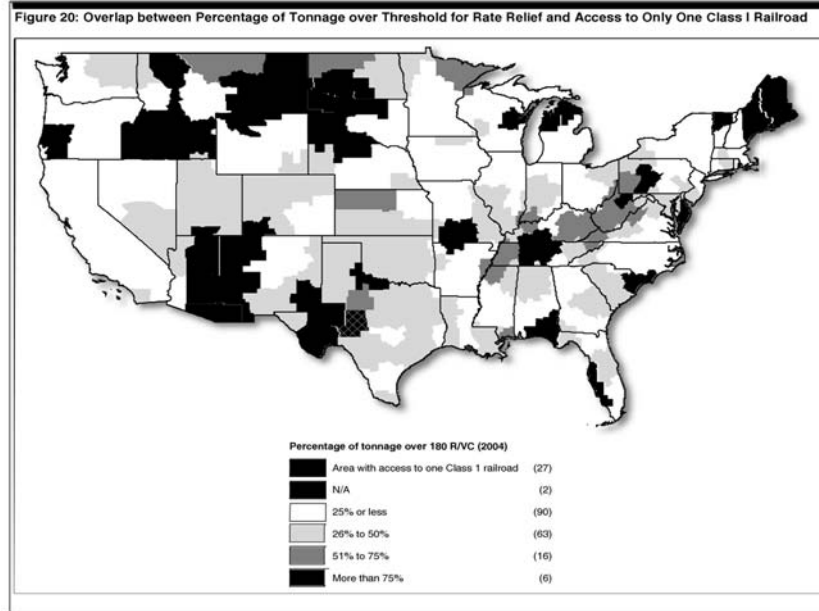 Figure 20: Overlap between Percentage of Tonnage over Threshold for Rate Relief and Access to Only One Class I Railroad
Percentage of tonnage over 180 R/VC (2004)
Area with access to one Class 1 railroad (27)
N/A (2)
25% or less (90)
26% to 50% (63)
51% to 75% (16)
More than 75% (6)